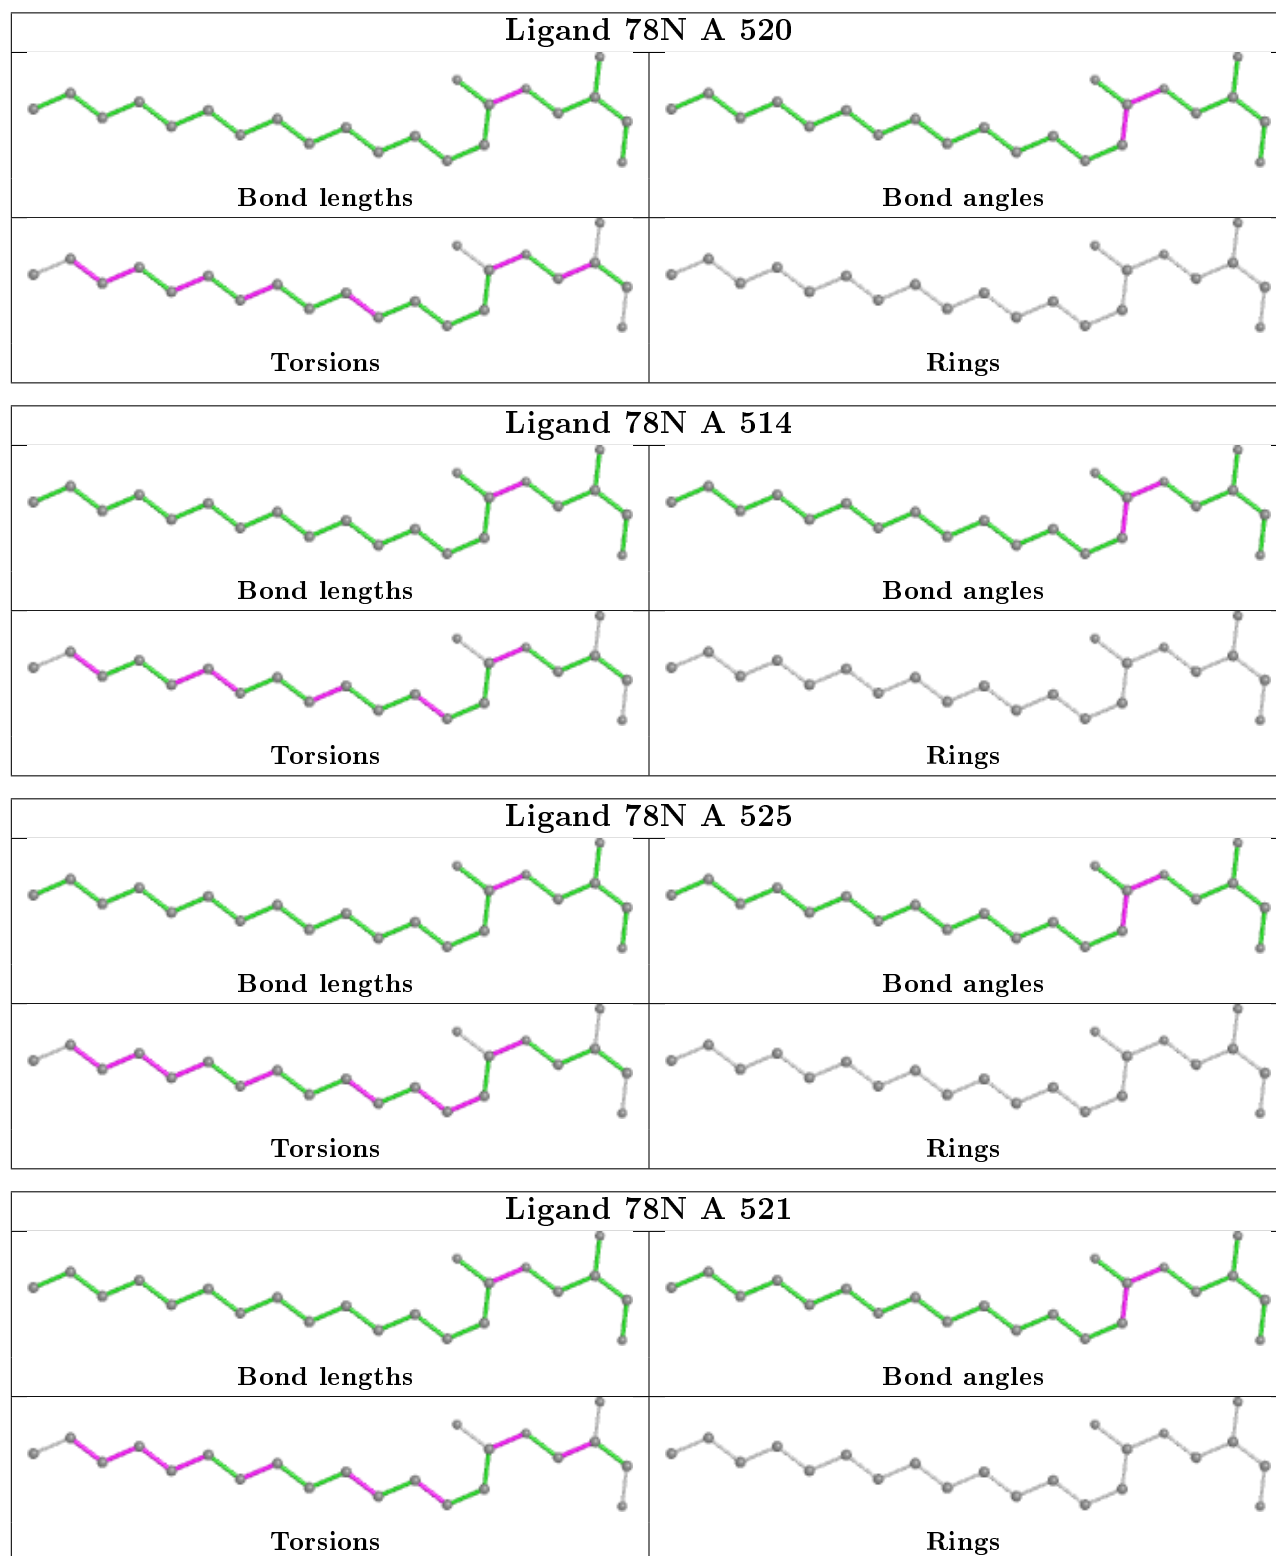 Ligand 78N A 520
Bond lengths
Bond angles
Torsions
Rings
Ligand 78N A 514
Bond lengths
Bond angles
Torsions
Rings
Ligand 78N A 525
Bond lengths
Bond angles
Torsions
Rings
Ligand 78N A 521
Bond lengths
Bond angles
Torsions
Rings